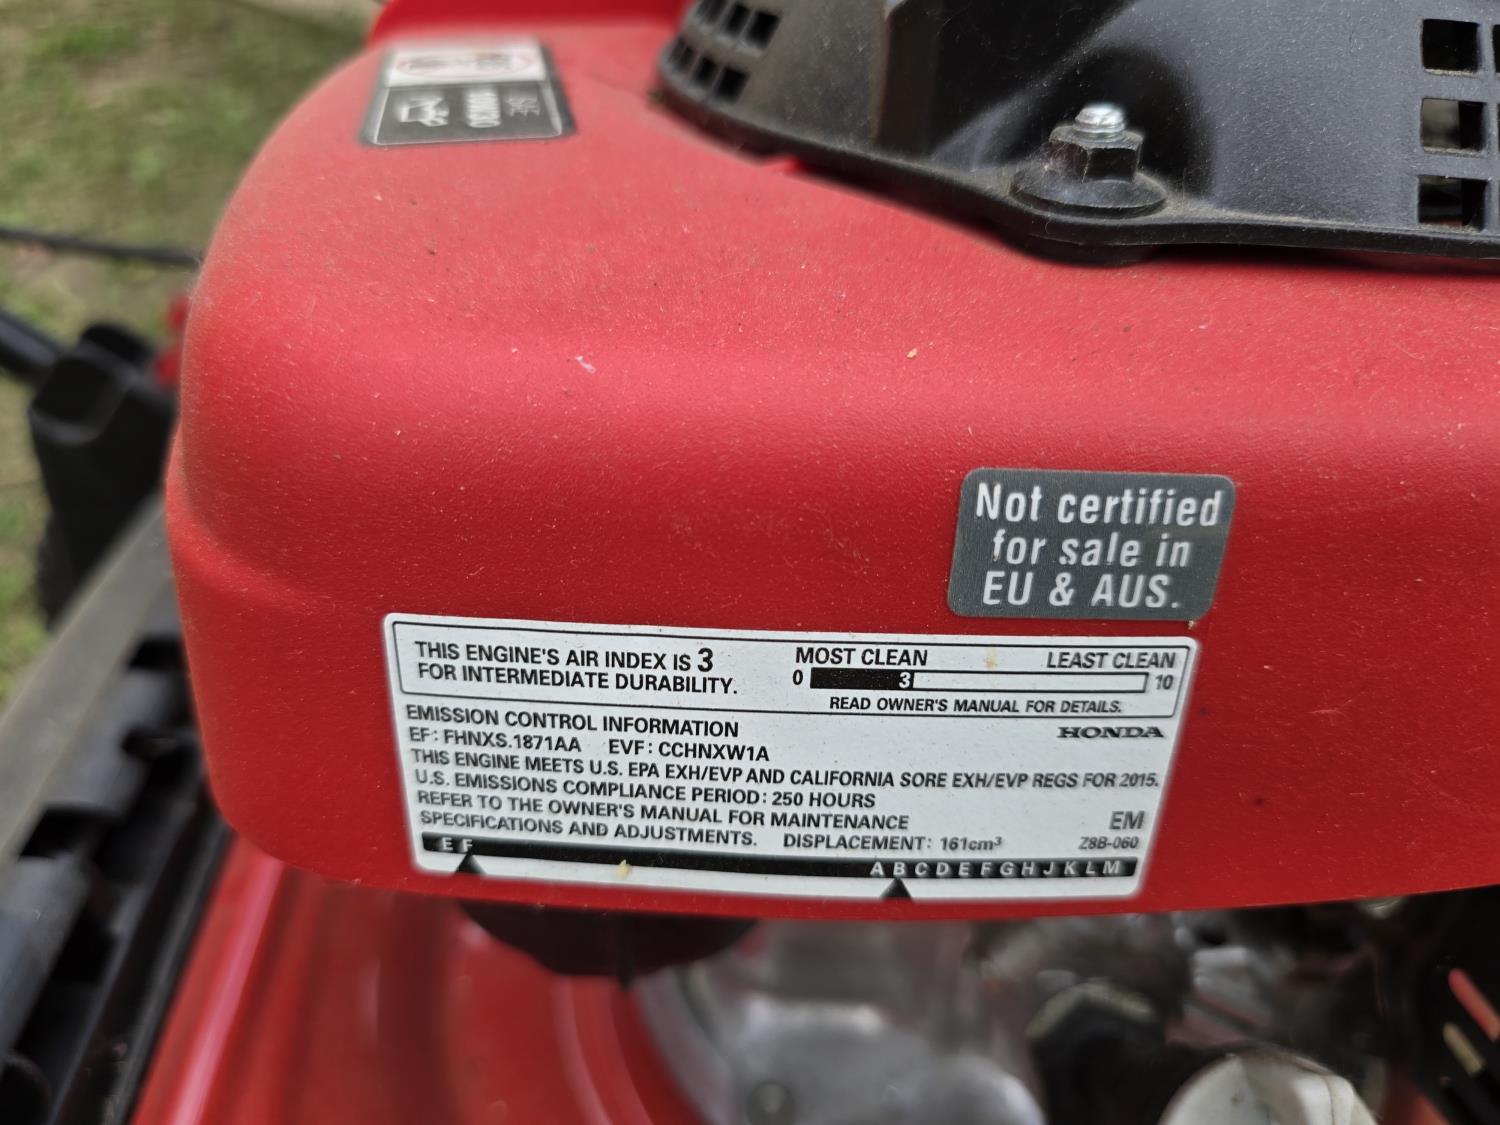 Not certified
for sale in
EU & AUS.
THIS ENGINE'S AIR INDEX IS 3
FOR INTERMEDIATE DURABILITY.
MOST CLEAN LEAST CLEAN
0 3 10
READ OWNER'S MANUAL FOR DETAILS.
EMISSION CONTROL INFORMATION
HONDA
EF: FHNXS.1871AA EVF: CCHNXW1A
THIS ENGINE MEETS U.S. EPA EXH/EVP AND CALIFORNIA SORE EXH/EVP REGS FOR 2015.
U.S. EMISSIONS COMPLIANCE PERIOD: 250 HOURS
REFER TO THE OWNER'S MANUAL FOR MAINTENANCE
SPECIFICATIONS AND ADJUSTMENTS. DISPLACEMENT: 161cm³
EM
Z8B-060
E F
A B C D E F G H J K L M